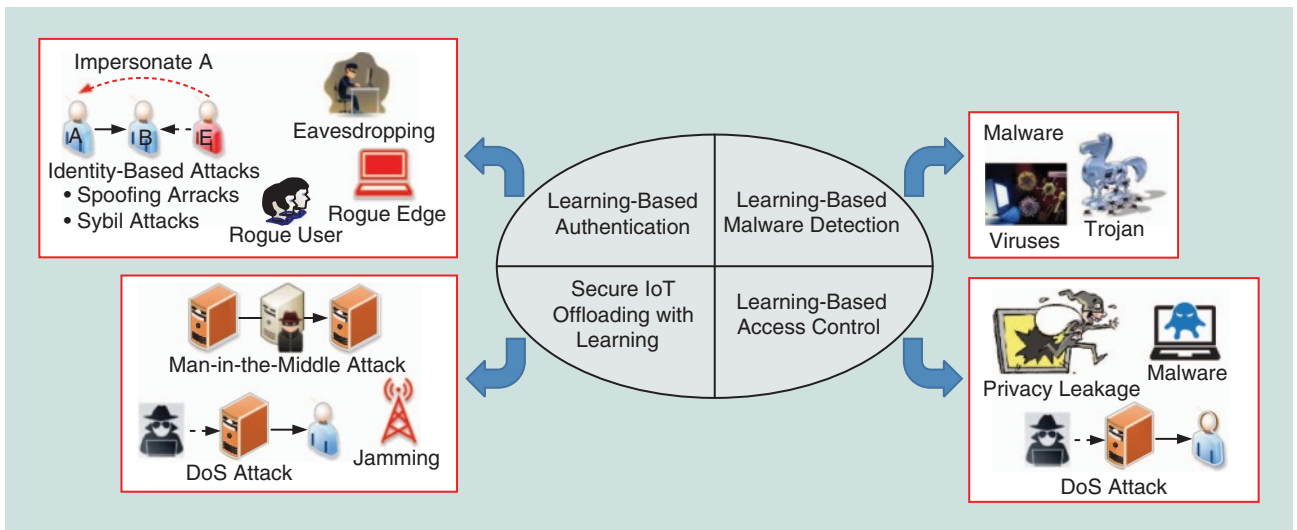 Impersonate A
A
B
E
Identity-Based Attacks
• Spoofing Arracks
• Sybil Attacks
Eavesdropping
Rogue Edge
Rogue User
Man-in-the-Middle Attack
DoS Attack
Jamming
Learning-Based
Authentication
Learning-Based
Malware Detection
Secure IoT
Offloading with
Learning
Learning-Based
Access Control
Malware
Viruses
Trojan
Privacy Leakage
Malware
DoS Attack